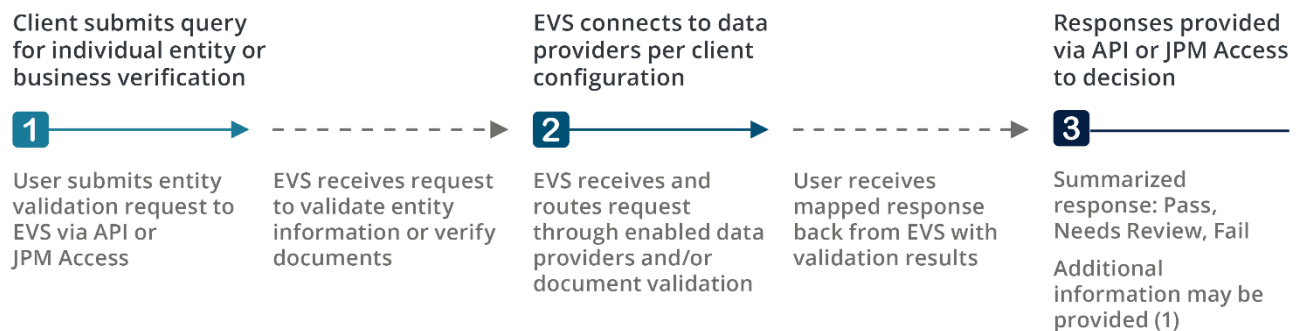 Client submits query
for individual entity or
business verification
1
User submits entity
validation request to
EVS via API or
JPM Access
EVS receives request
to validate entity
information or verify
documents
EVS connects to data
providers per client
configuration
2
EVS receives and
routes request
through enabled data
providers and/or
document validation
User receives
mapped response
back from EVS with
validation results
Responses provided
via API or JPM Access
to decision
3
Summarized
response: Pass,
Needs Review, Fail
Additional
information may be
provided (1)